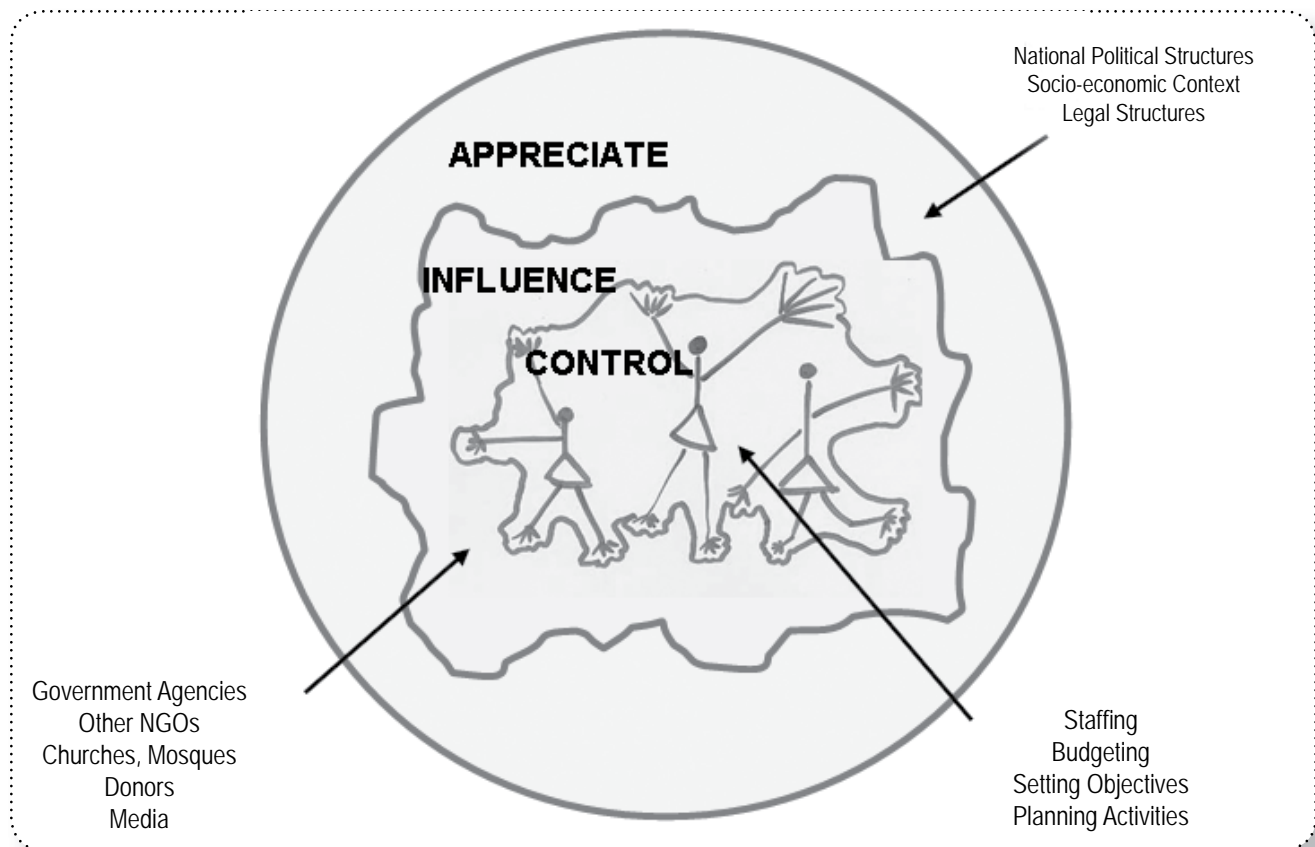 National Political Structures
Socio-economic Context
Legal Structures
APPRECIATE
INFLUENCE
CONTROL
Government Agencies
Other NGOs
Churches, Mosques
Donors
Media
Staffing
Budgeting
Setting Objectives
Planning Activities